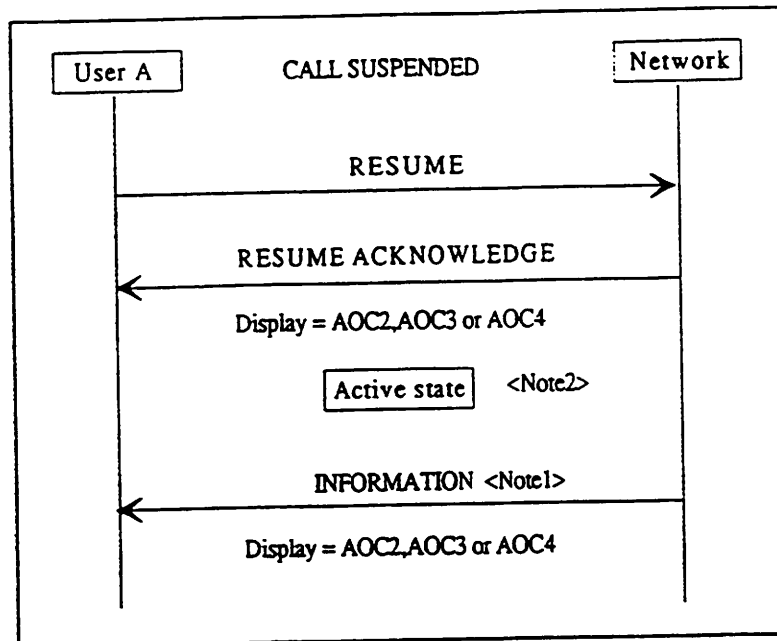 User A
CALL SUSPENDED
Network
RESUME
RESUME ACKNOWLEDGE
Display = AOC2,AOC3 or AOC4
Active state <Note2>
INFORMATION <Note1>
Display = AOC2,AOC3 or AOC4